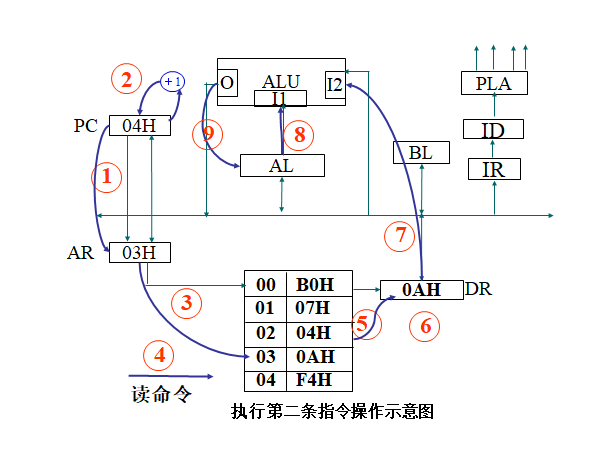 ② +1 O ALU I1 I2 PLA
PC 04H ⑨ ⑧ AL BL ID
① IR
⑦
AR 03H
③ 00 B0H 0AH DR
01 07H ⑤ ⑥
02 04H
④ 03 0AH
读命令 04 F4H
执行第二条指令操作示意图